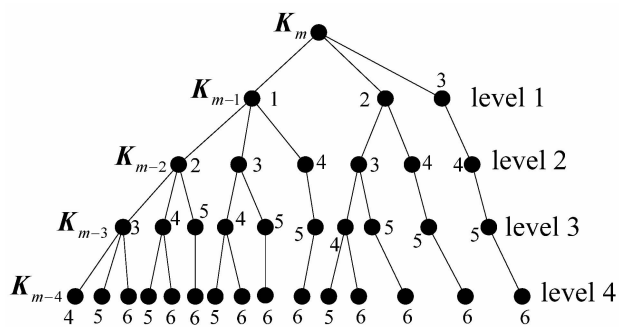 K_m
3
K_{m-1} 1 2 level 1
K_{m-2} 2 3 4 3 4 4 level 2
K_{m-3} 3 4 5 4 5 5 4 5 5 5 level 3
K_{m-4} level 4
4 5 6 5 6 6 5 6 6 6 5 6 6 6 6